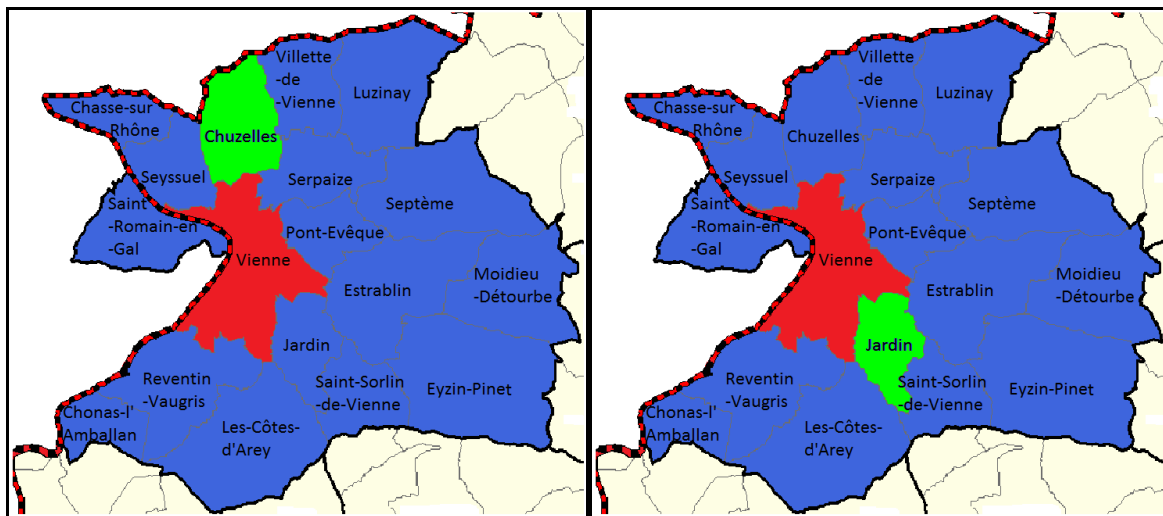 Villette
-de
-Vienne
Luzinay
Chasse-sur
Rhône
Chuzelles
Seyssuel
Serpaize
Saint
-Romain-en
-Gal
Septème
Pont-Evêque
Vienne
Moidieu
-Détourbe
Estrablin
Jardin
Reventin
-Vaugris
Saint-Sorlin
-de-Vienne
Eyzin-Pinet
Chonas-l'
Amballan
Les-Côtes-
d'Arey
Villette
-de
-Vienne
Luzinay
Chasse-sur
Rhône
Chuzelles
Seyssuel
Serpaize
Saint
-Romain-en
-Gal
Septème
Pont-Evêque
Vienne
Moidieu
-Détourbe
Estrablin
Jardin
Reventin
-Vaugris
Saint-Sorlin
-de-Vienne
Eyzin-Pinet
Chonas-l'
Amballan
Les-Côtes-
d'Arey